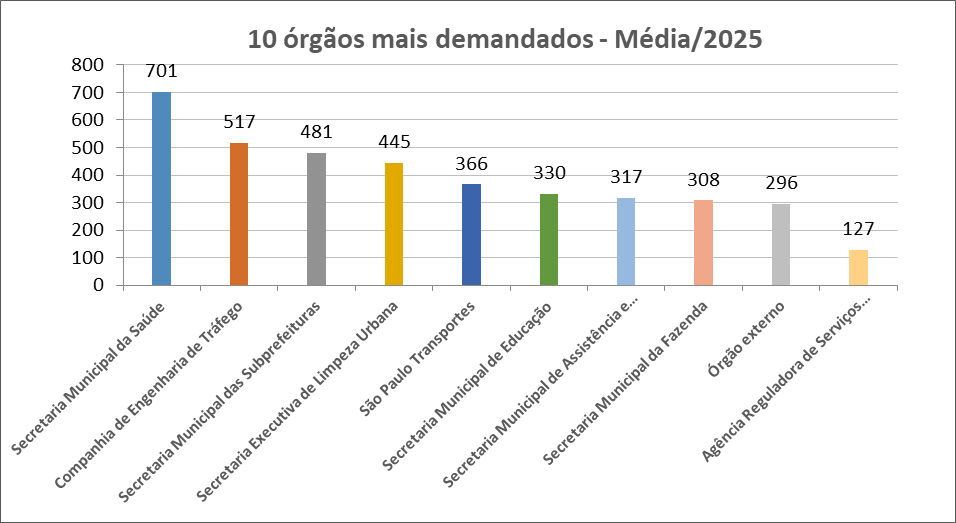 10 órgãos mais demandados - Média/2025
800
700
600
500
400
300
200
100
0
701
517
481
445
366
330
317
308
296
127
Secretaria Municipal da Saúde
Companhia de Engenharia de Tráfego
Secretaria Municipal das Subprefeituras
Secretaria Executiva de Limpeza Urbana
São Paulo Transportes
Secretaria Municipal de Educação
Secretaria Municipal de Assistência e...
Secretaria Municipal da Fazenda
Órgão externo
Agência Reguladora de Serviços...